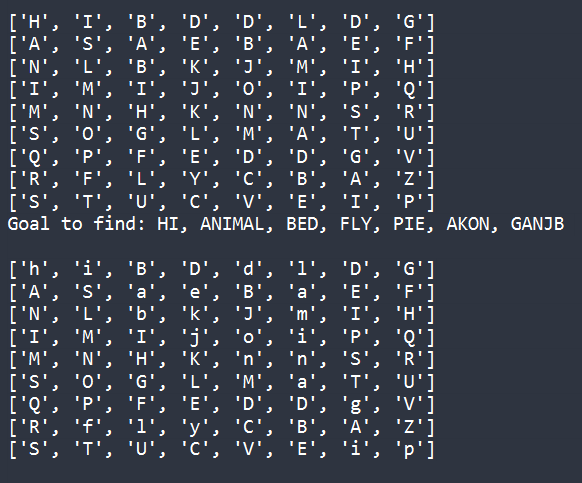 ['H', 'I', 'B', 'D', 'D', 'L', 'D', 'G']
['A', 'S', 'A', 'E', 'B', 'A', 'E', 'F']
['N', 'L', 'B', 'K', 'J', 'M', 'I', 'H']
['I', 'M', 'I', 'J', 'O', 'I', 'P', 'Q']
['M', 'N', 'H', 'K', 'N', 'N', 'S', 'R']
['S', 'O', 'G', 'L', 'M', 'A', 'T', 'U']
['Q', 'P', 'F', 'E', 'D', 'D', 'G', 'V']
['R', 'F', 'L', 'Y', 'C', 'B', 'A', 'Z']
['S', 'T', 'U', 'C', 'V', 'E', 'I', 'P']
Goal to find: HI, ANIMAL, BED, FLY, PIE, AKON, GANJB
['h', 'i', 'B', 'D', 'd', 'l', 'D', 'G']
['A', 'S', 'a', 'e', 'B', 'a', 'E', 'F']
['N', 'L', 'b', 'k', 'J', 'm', 'I', 'H']
['I', 'M', 'I', 'j', 'o', 'i', 'P', 'Q']
['M', 'N', 'H', 'K', 'n', 'n', 'S', 'R']
['S', 'O', 'G', 'L', 'M', 'a', 'T', 'U']
['Q', 'P', 'F', 'E', 'D', 'D', 'g', 'V']
['R', 'f', 'l', 'y', 'C', 'B', 'A', 'Z']
['S', 'T', 'U', 'C', 'V', 'E', 'i', 'p']